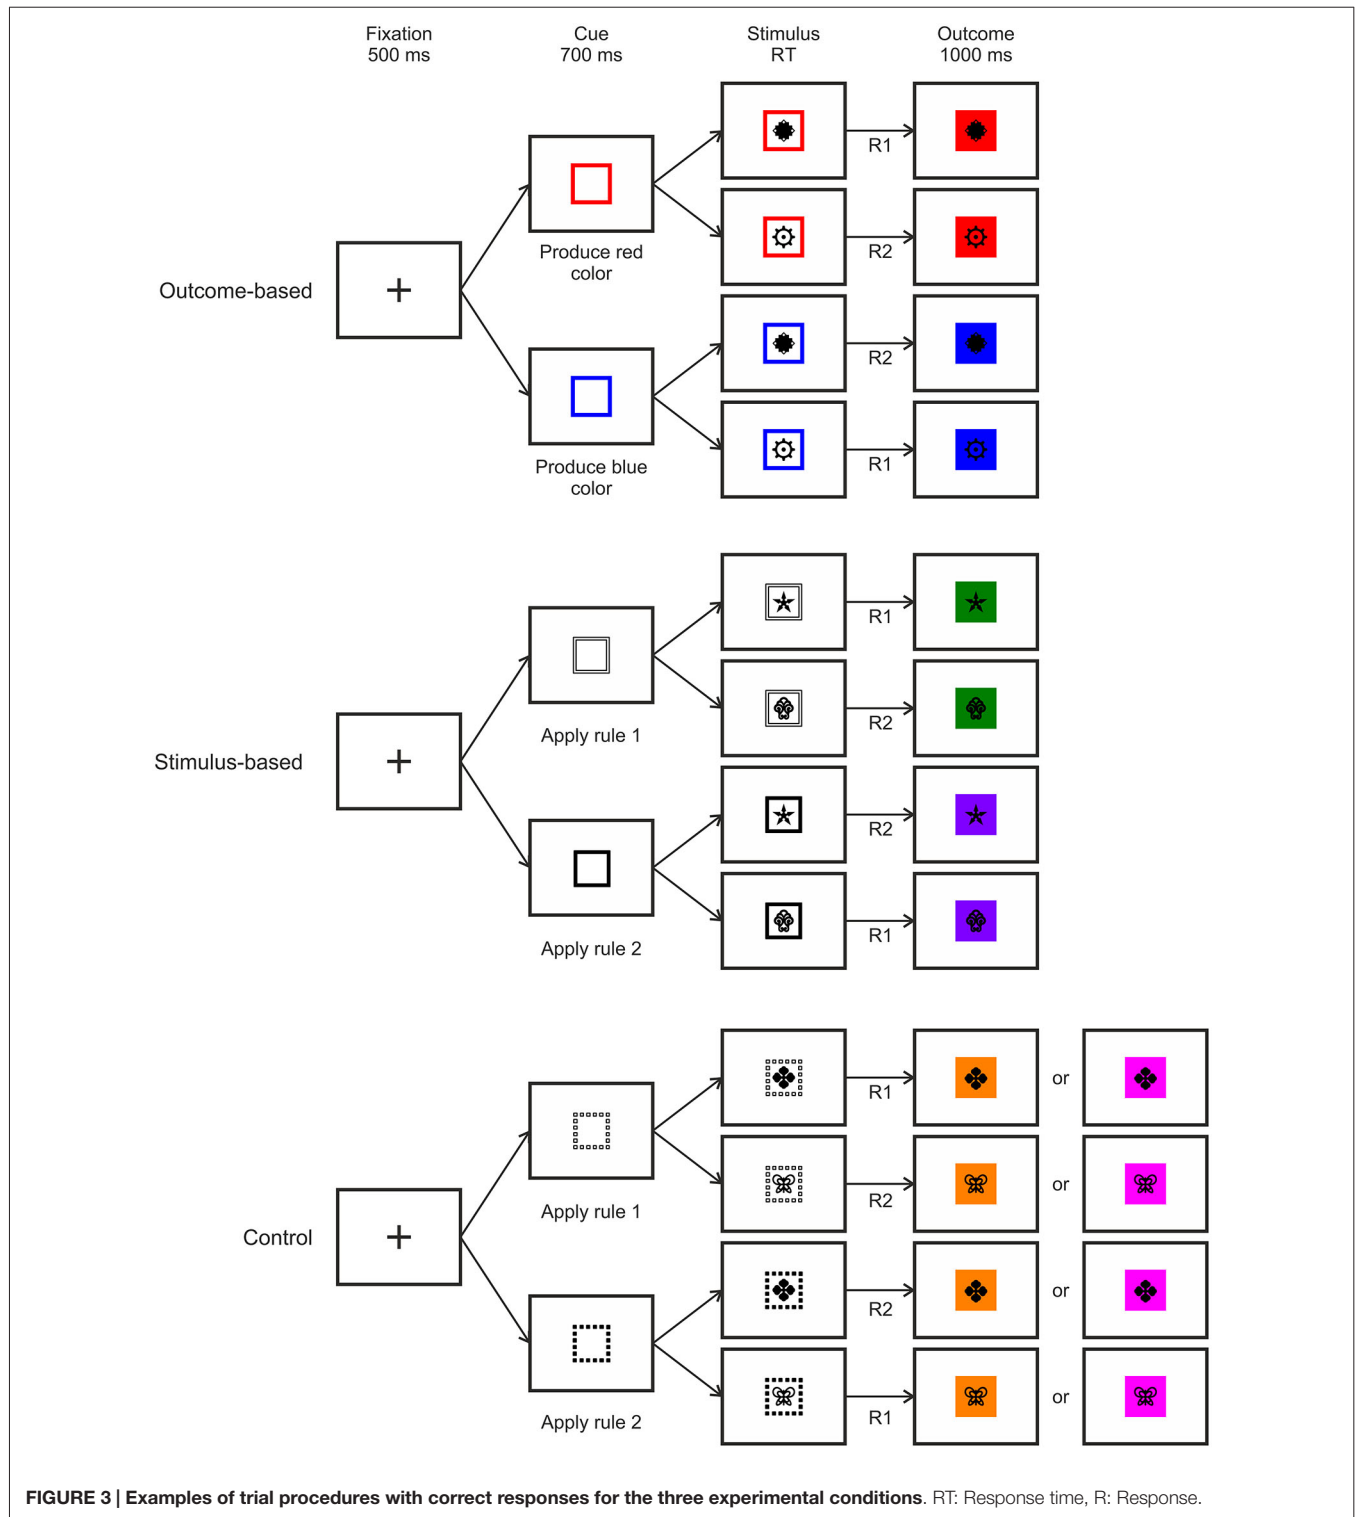 Fixation
500 ms
Cue
700 ms
Stimulus
RT
Outcome
1000 ms
Outcome-based
Produce red
color
Produce blue
color
R1
R2
R2
R1
Stimulus-based
Apply rule 1
Apply rule 2
R1
R2
R2
R1
Control
Apply rule 1
Apply rule 2
R1
or
R2
or
R2
or
R1
or
FIGURE 3 | Examples of trial procedures with correct responses for the three experimental conditions. RT: Response time, R: Response.